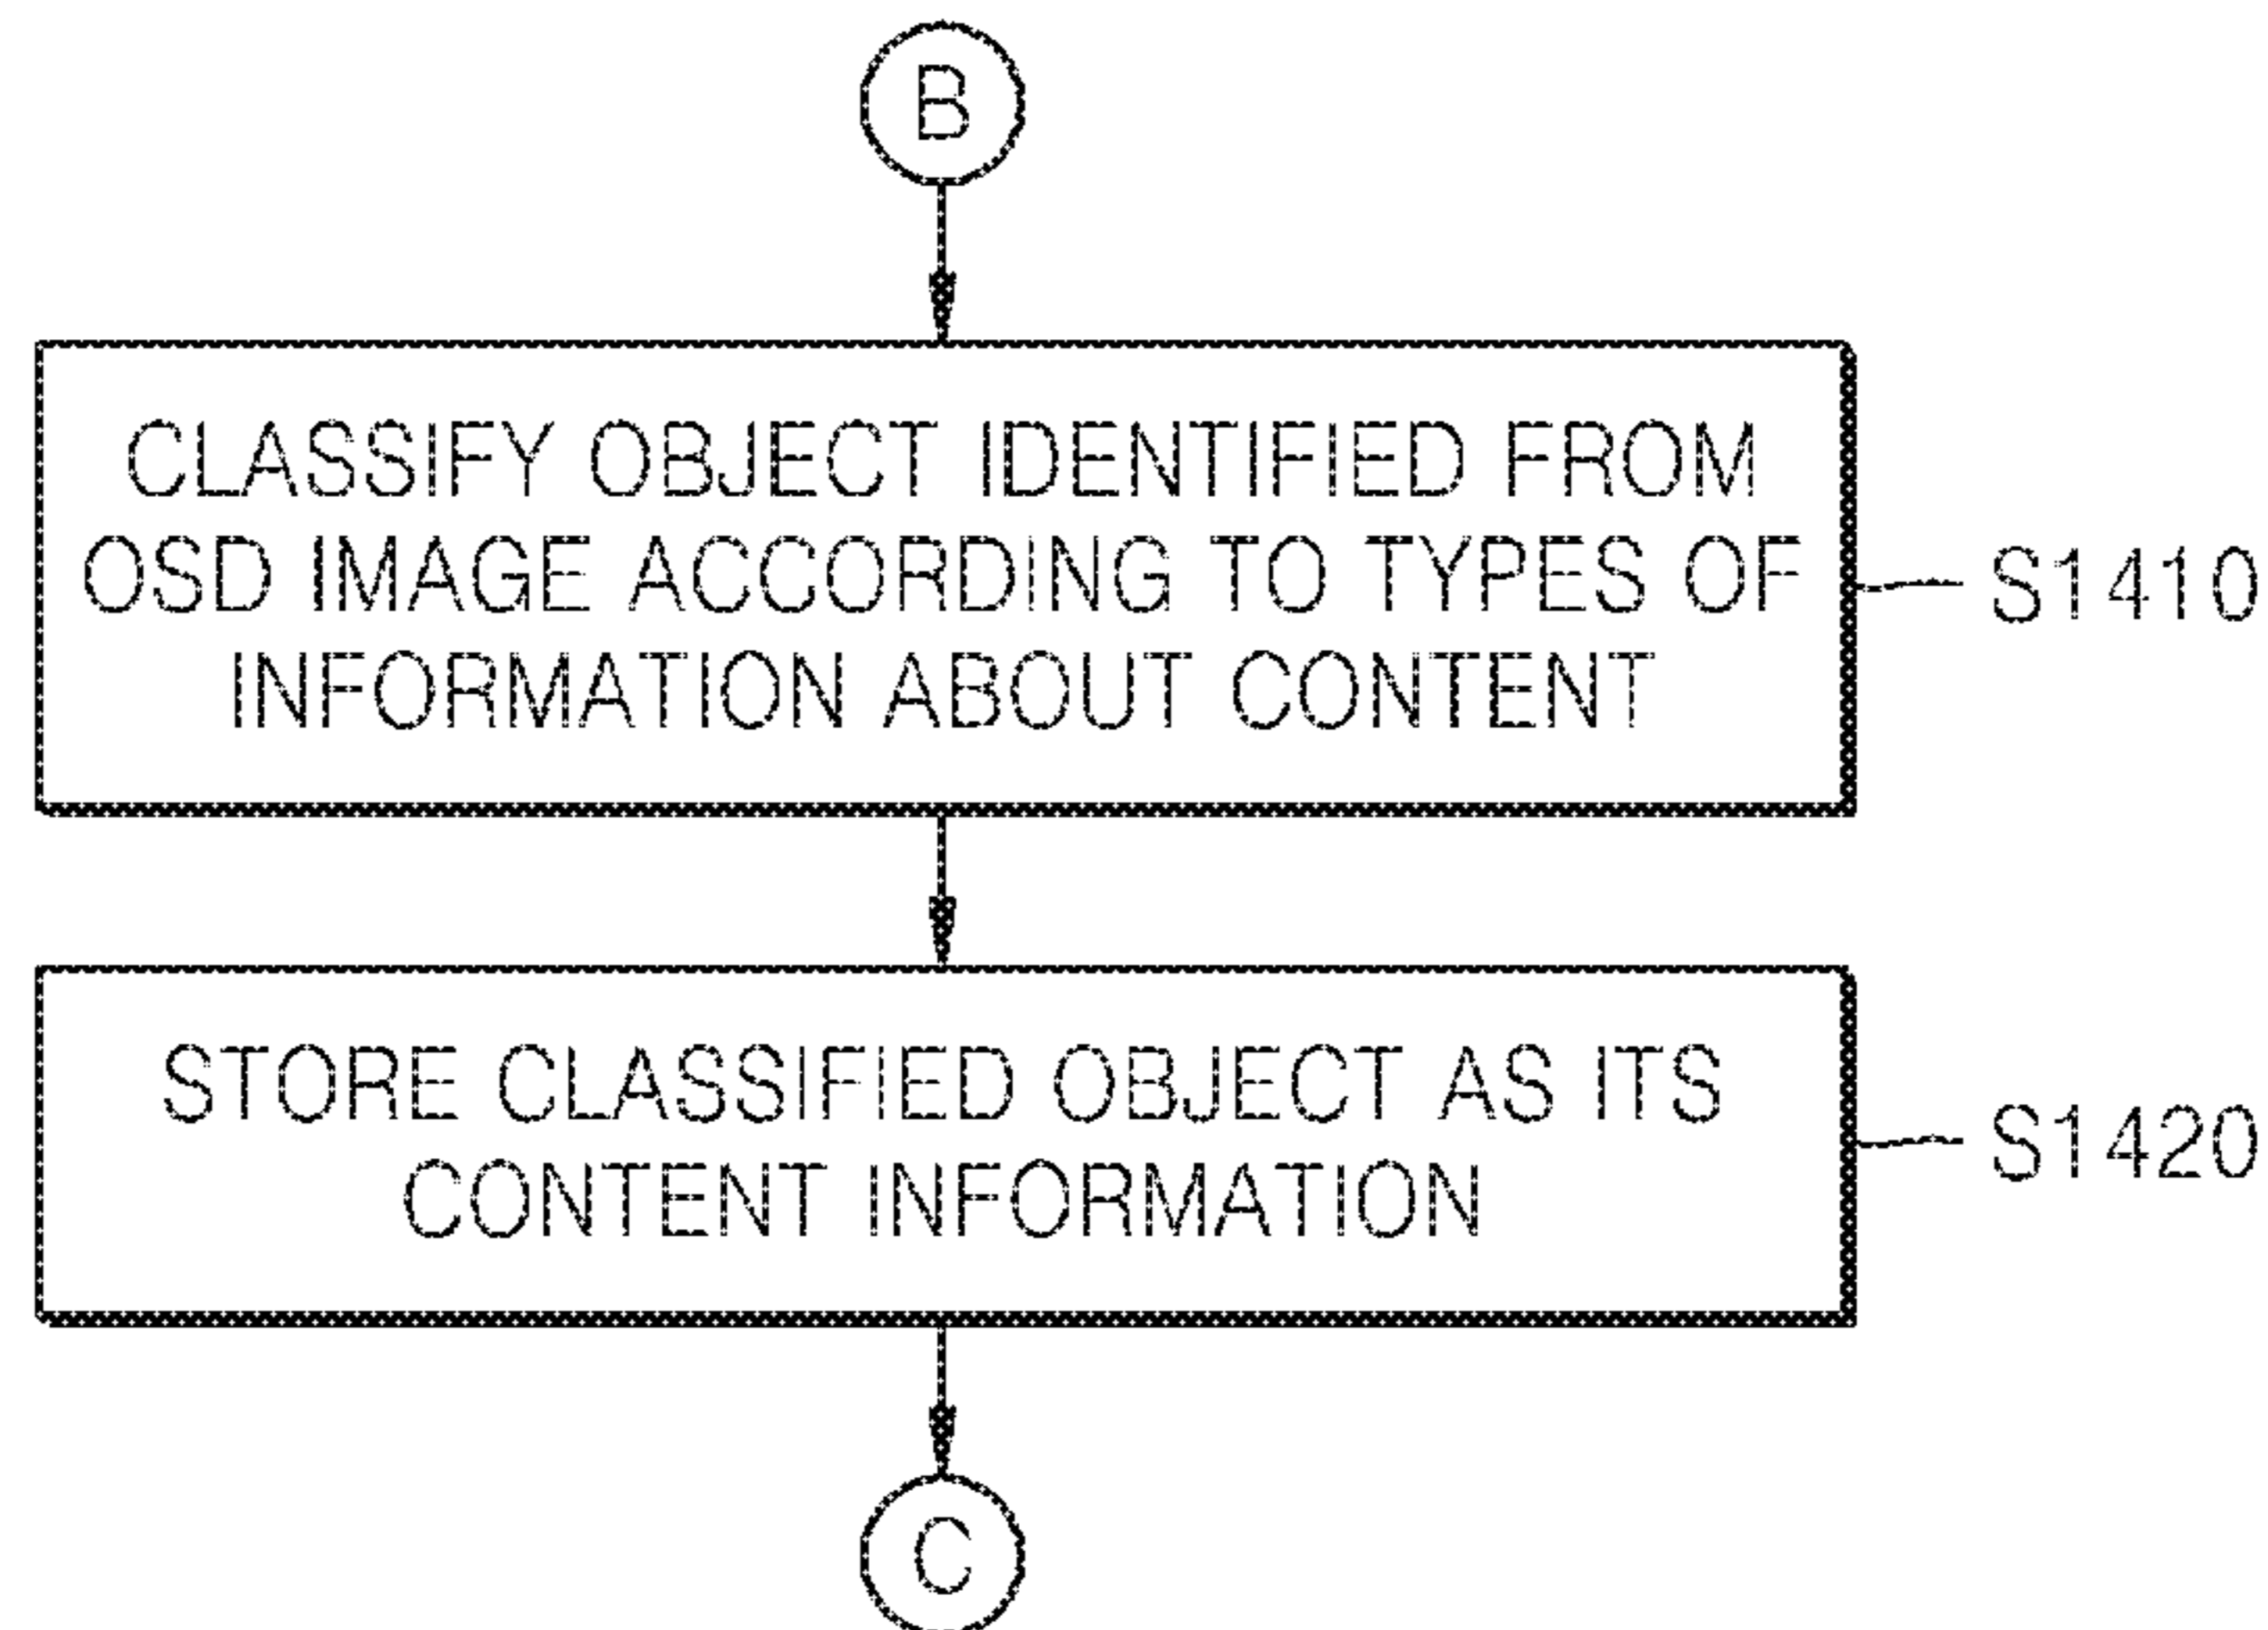 B
CLASSIFY OBJECT IDENTIFIED FROM
OSD IMAGE ACCORDING TO TYPES OF
INFORMATION ABOUT CONTENT
S1410
STORE CLASSIFIED OBJECT AS ITS
CONTENT INFORMATION
S1420
C